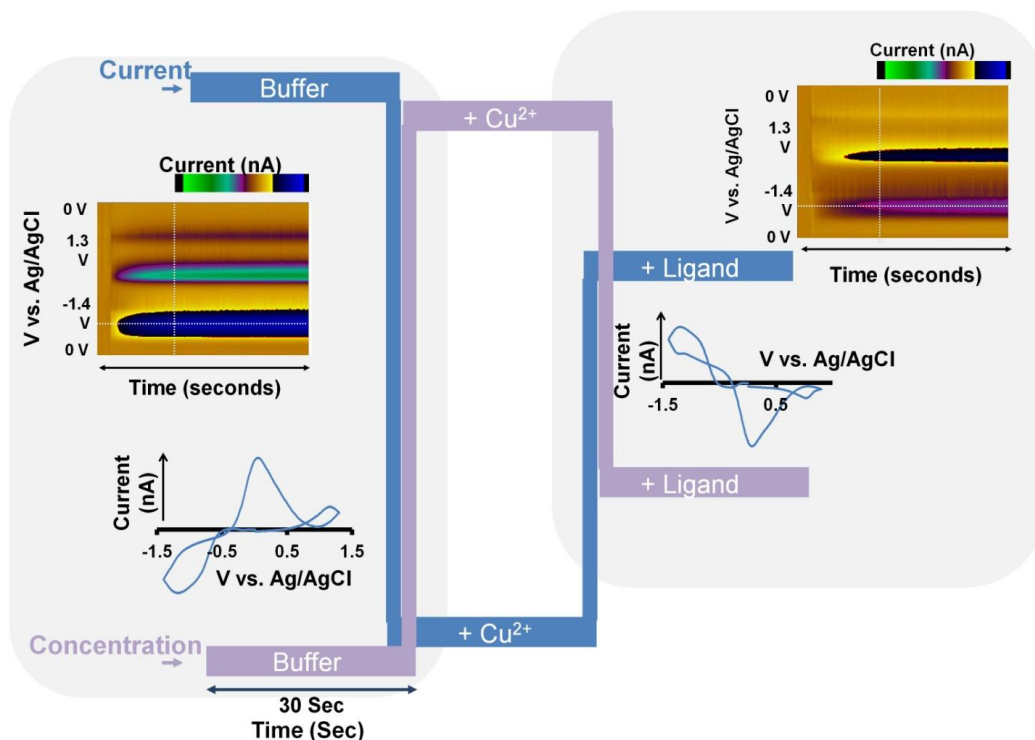 Current
Buffer
+ Cu²⁺
Current (nA)
0 V
1.3
V
-1.4
V
0 V
V vs. Ag/AgCl
Time (seconds)
Current (nA)
0 V
1.3
V
-1.4
V
0 V
V vs. Ag/AgCl
Time (seconds)
+ Ligand
Current
(nA)
V vs. Ag/AgCl
-1.5
0.5
+ Ligand
Current
(nA)
-1.5
-0.5
0.5
1.5
V vs. Ag/AgCl
+ Cu²⁺
Concentration
Buffer
30 Sec
Time (Sec)